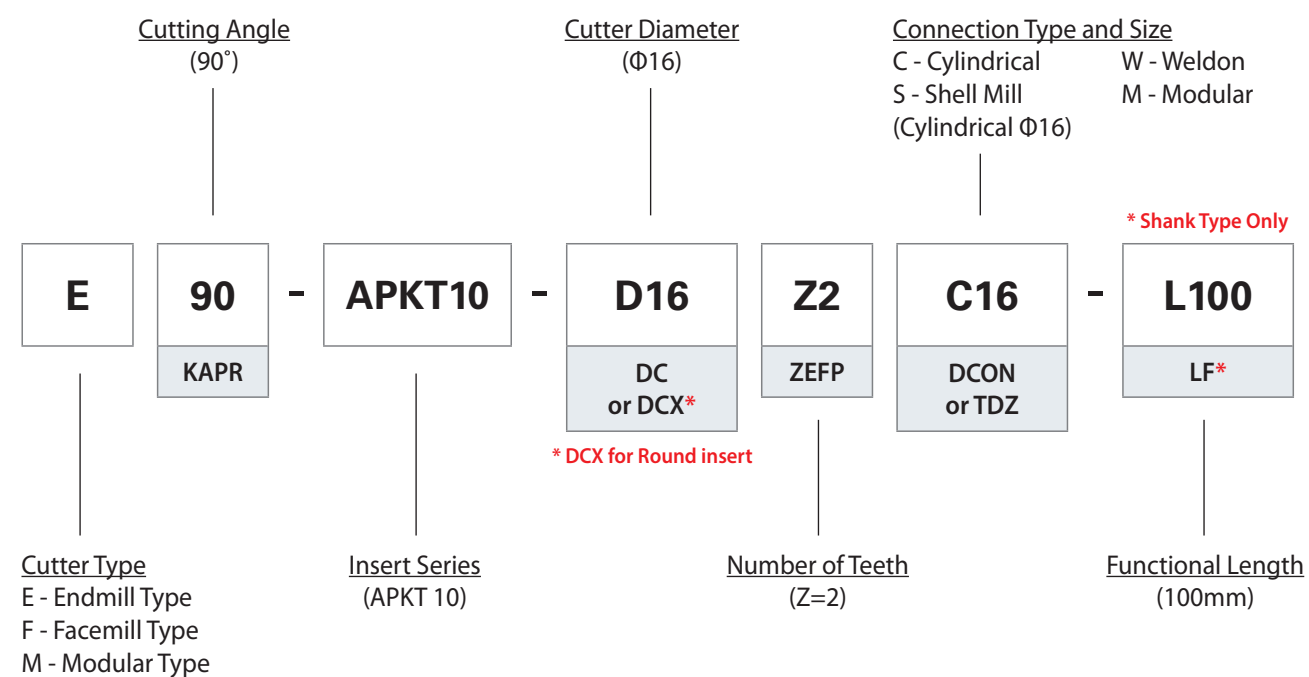 Cutting Angle
(90˚)
Cutter Diameter
(Φ16)
Connection Type and Size
C - Cylindrical
W - Weldon
S - Shell Mill
M - Modular
(Cylindrical Φ16)
* Shank Type Only
E
90
-
APKT10
-
D16
Z2
C16
-
L100
KAPR
DC
or DCX*
ZEFP
DCON
or TDZ
LF*
* DCX for Round insert
Cutter Type
E - Endmill Type
F - Facemill Type
M - Modular Type
Insert Series
(APKT 10)
Number of Teeth
(Z=2)
Functional Length
(100mm)